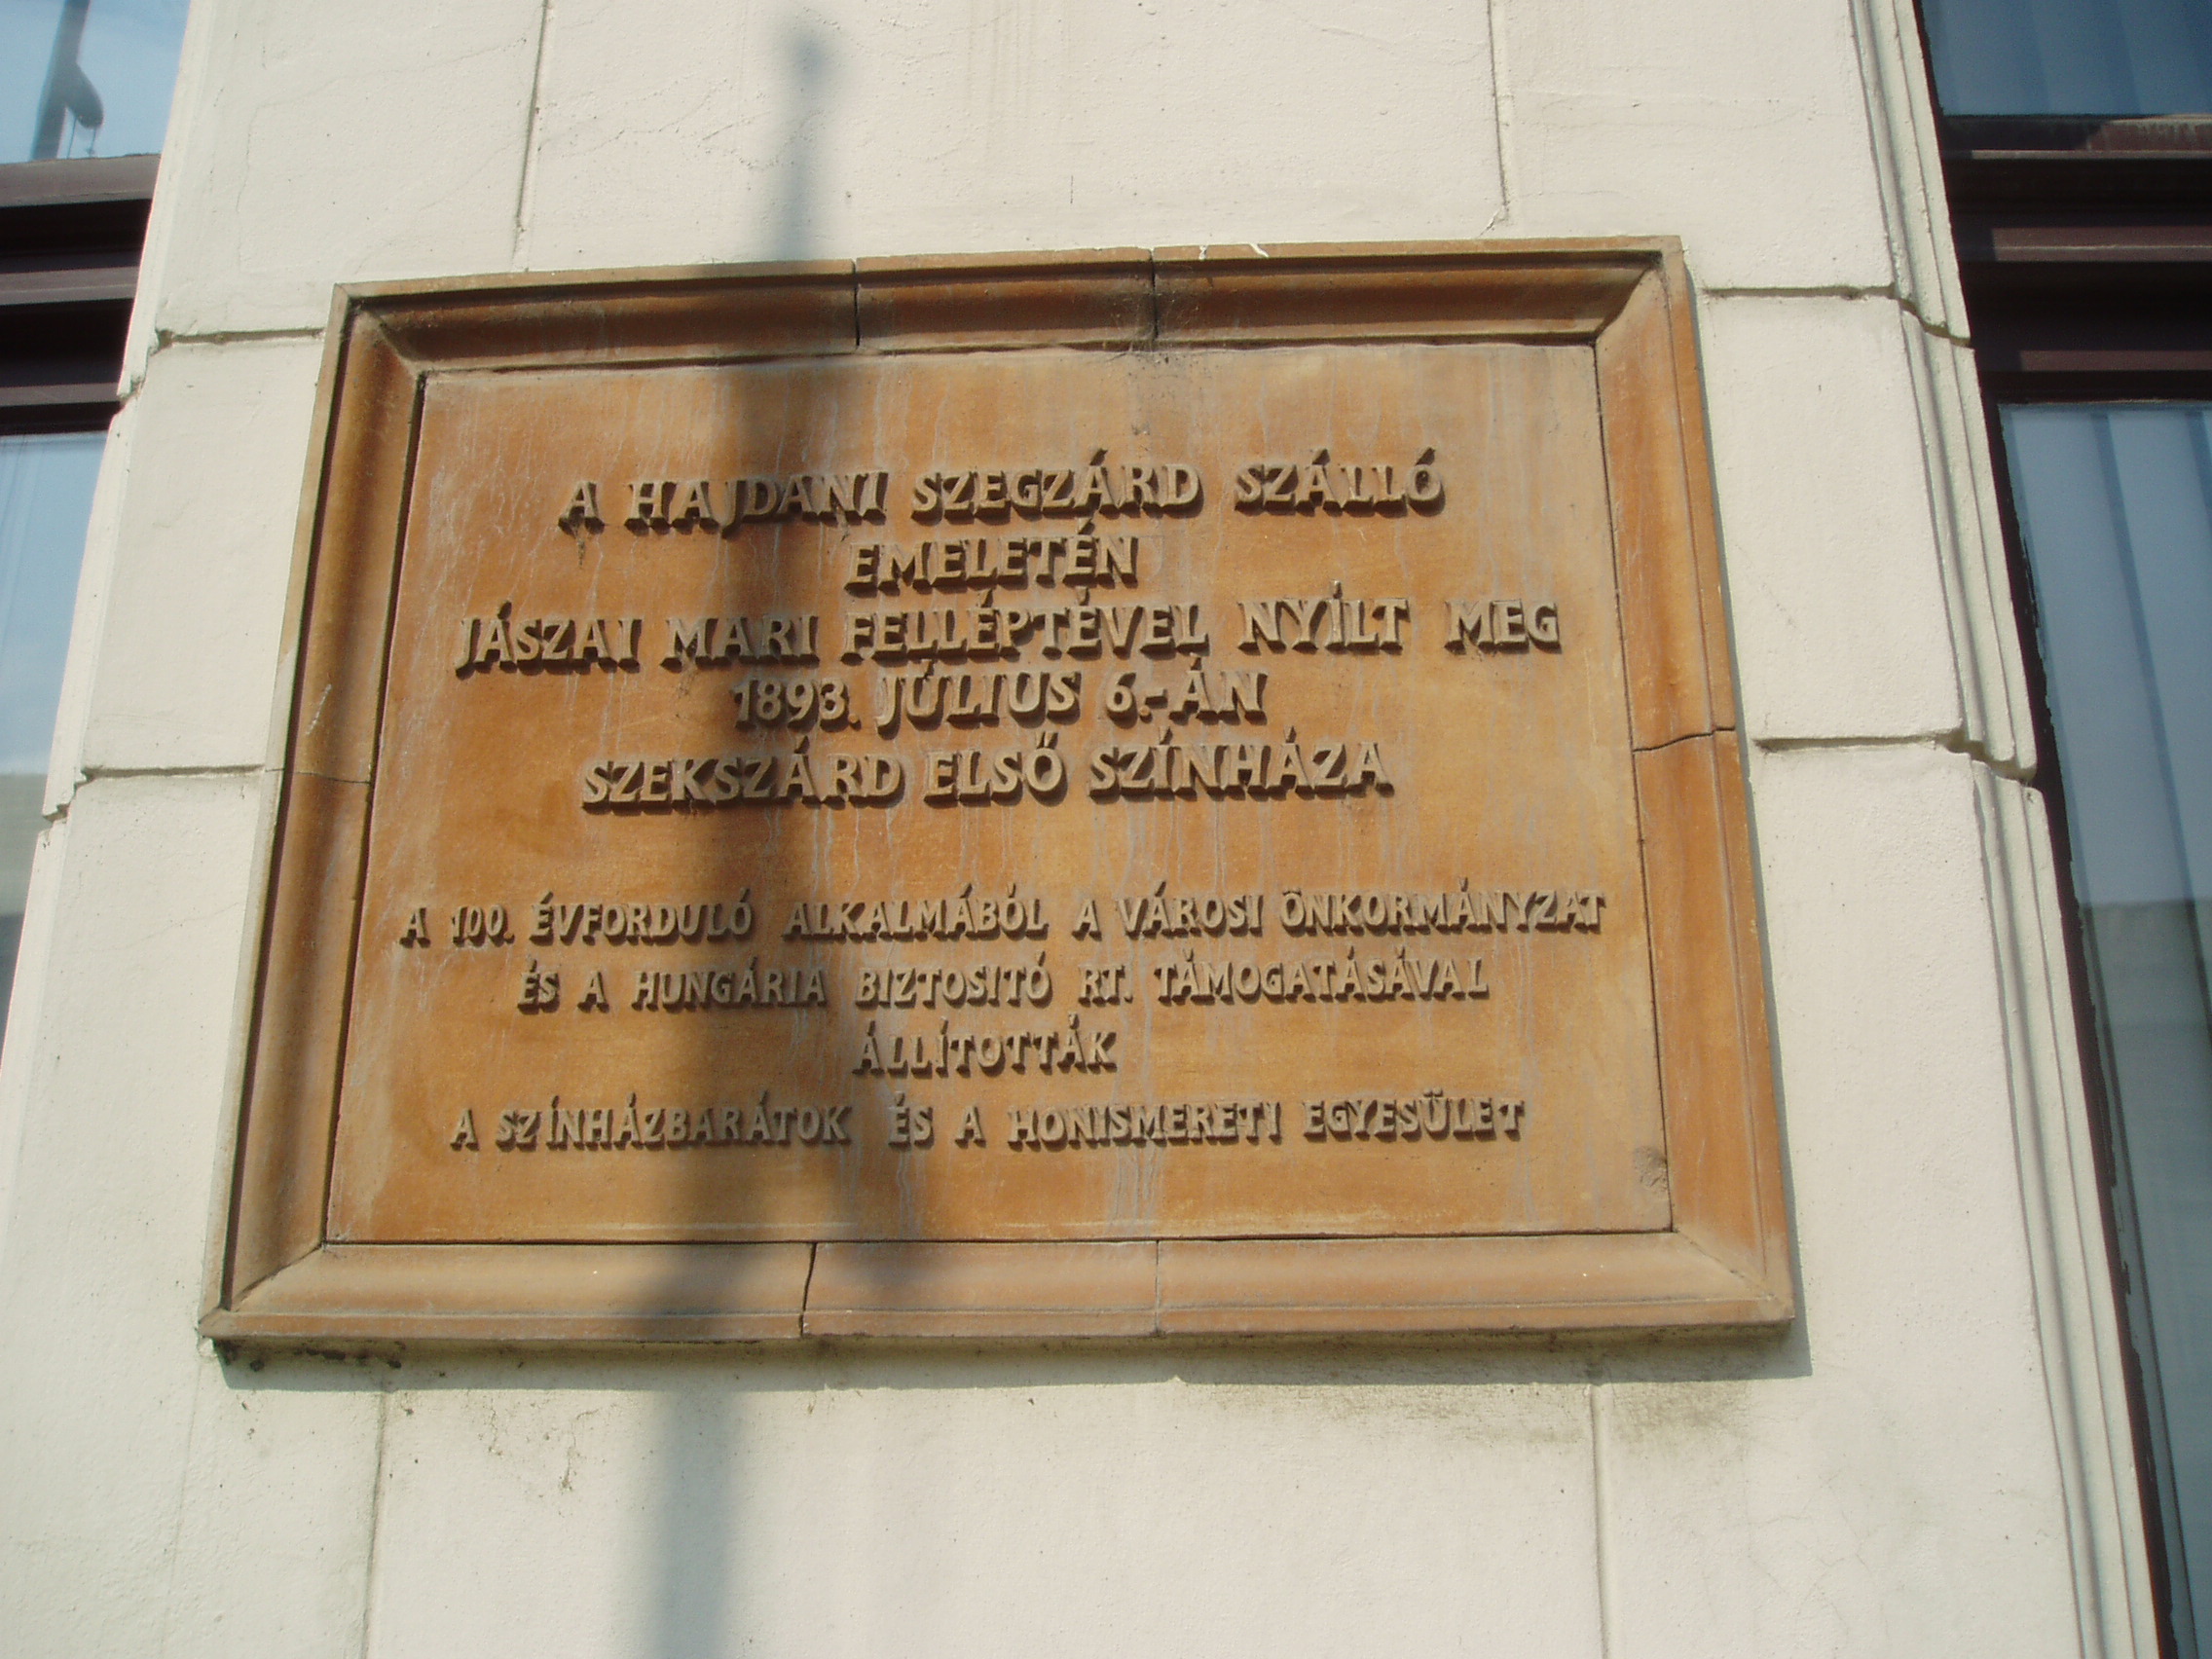 A HAJDANI SZEGZÁRD SZÁLLÓ
EMELETÉN
JÁSZAI MARI FELLÉPTÉVEL NYÍLT MEG
1893. JÚLIUS 6.-ÁN
SZEKSZÁRD ELSŐ SZÍNHÁZA
A 100. ÉVFORDULÓ ALKALMÁBÓL A VÁROSI ÖNKORMÁNYZAT
ÉS A HUNGÁRIA BIZTOSITÓ RT. TÁMOGATÁSÁVAL
ÁLLÍTOTTÁK
A SZÍNHÁZBARÁTOK ÉS A HONISMERETI EGYESÜLET